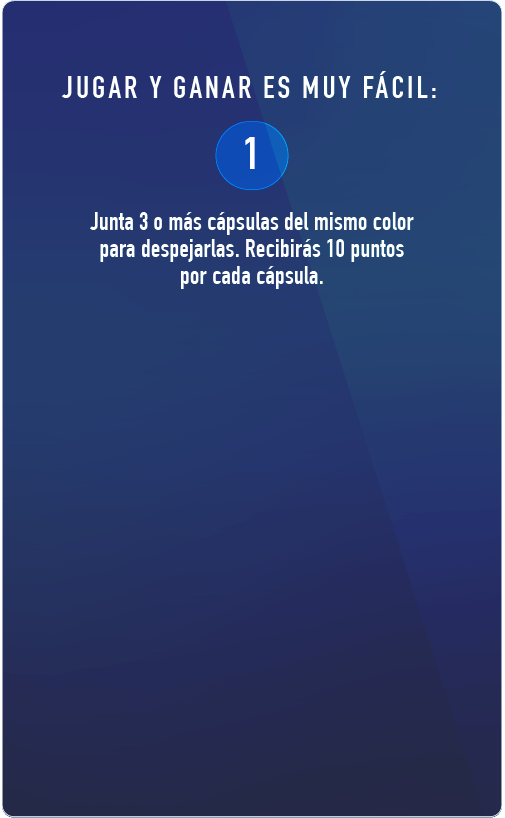 JUGAR Y GANAR ES MUY FÁCIL:
1
Junta 3 o más cápsulas del mismo color
para despejarlas. Recibirás 10 puntos
por cada cápsula.